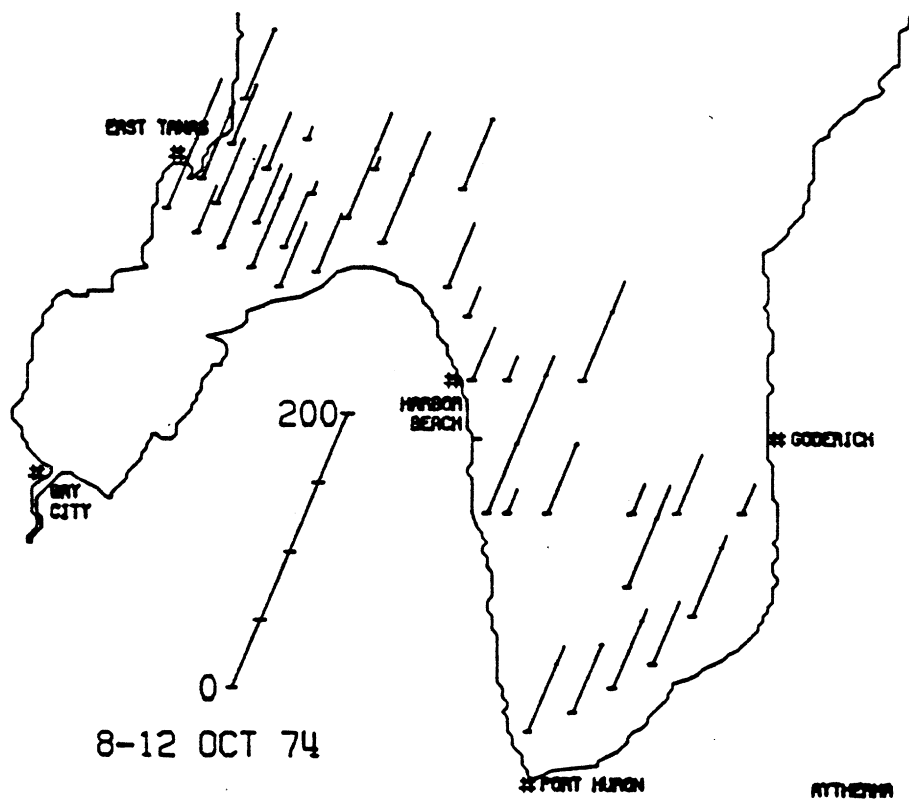 EAST TAWAS
200
HARBOR
BEACH
GODERICH
BAY
CITY
0
8-12 OCT 74
PORT HURON